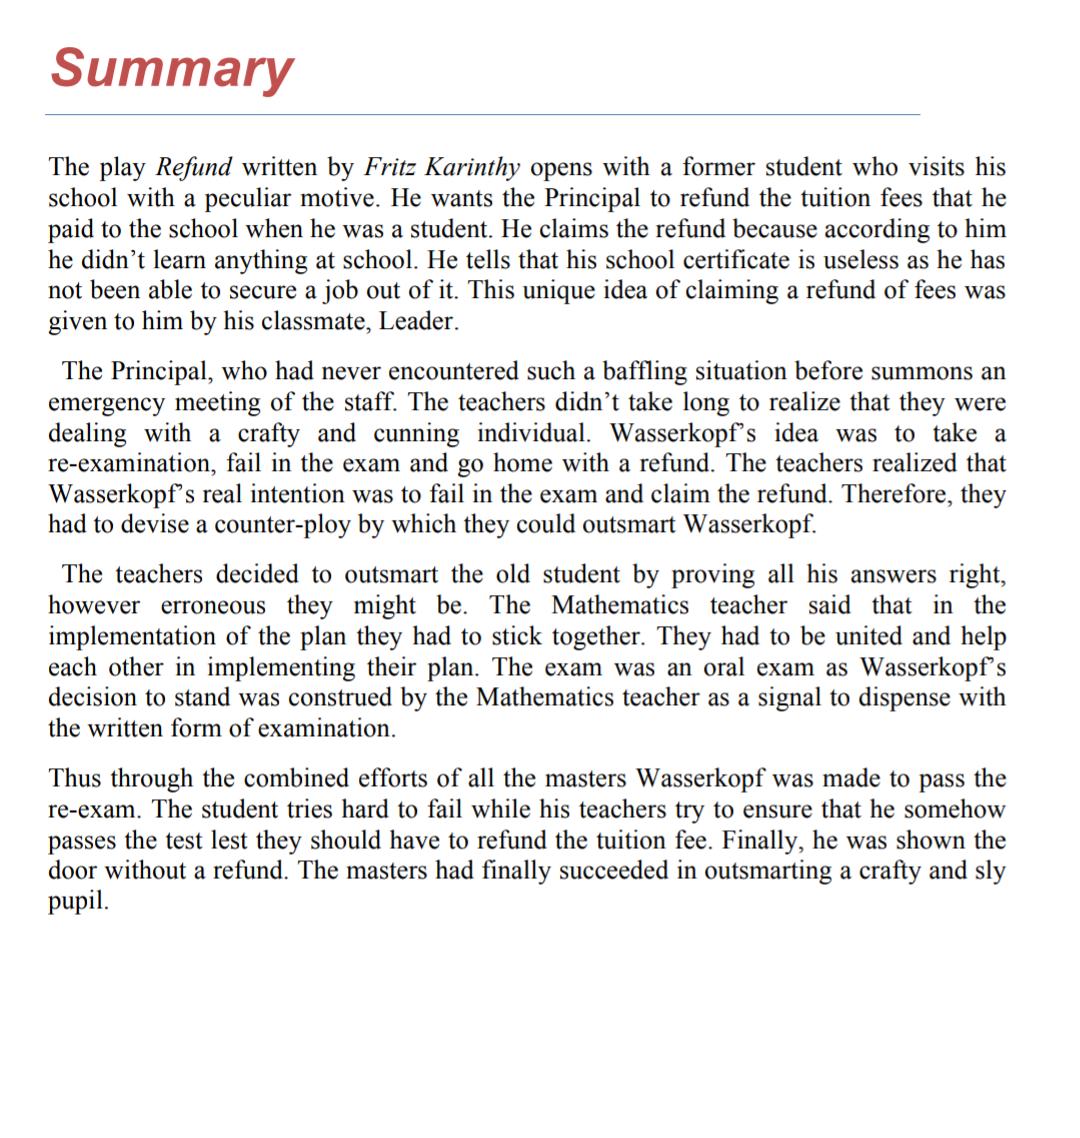 Summary
The play Refund written by Fritz Karinthy opens with a former student who visits his
school with a peculiar motive. He wants the Principal to refund the tuition fees that he
paid to the school when he was a student. He claims the refund because according to him
he didn’t learn anything at school. He tells that his school certificate is useless as he has
not been able to secure a job out of it. This unique idea of claiming a refund of fees was
given to him by his classmate, Leader.
The Principal, who had never encountered such a baffling situation before summons an
emergency meeting of the staff. The teachers didn’t take long to realize that they were
dealing with a crafty and cunning individual. Wasserkopf’s idea was to take a
re-examination, fail in the exam and go home with a refund. The teachers realized that
Wasserkopf’s real intention was to fail in the exam and claim the refund. Therefore, they
had to devise a counter-ploy by which they could outsmart Wasserkopf.
The teachers decided to outsmart the old student by proving all his answers right,
however erroneous they might be. The Mathematics teacher said that in the
implementation of the plan they had to stick together. They had to be united and help
each other in implementing their plan. The exam was an oral exam as Wasserkopf’s
decision to stand was construed by the Mathematics teacher as a signal to dispense with
the written form of examination.
Thus through the combined efforts of all the masters Wasserkopf was made to pass the
re-exam. The student tries hard to fail while his teachers try to ensure that he somehow
passes the test lest they should have to refund the tuition fee. Finally, he was shown the
door without a refund. The masters had finally succeeded in outsmarting a crafty and sly
pupil.